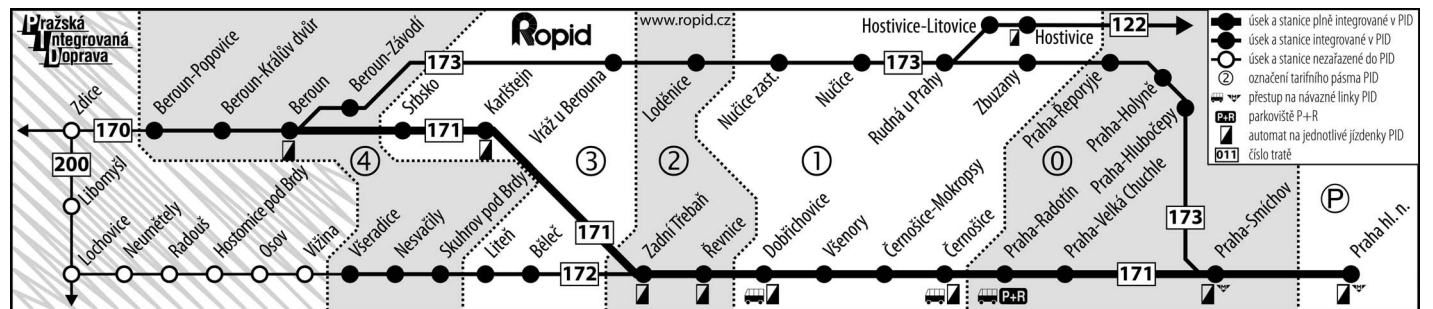 Pražská
Integrovaná
Doprava
Ropid
www.ropid.cz
Zdice
Beroun-Popovice
Beroun-Králův dvůr
Beroun
Beroun-Závodí
173
Srbsko
Karlštejn
Vráž u Berouna
Loděnice
Nučice zast.
Nučice
173
Rudná u Prahy
Hostivice-Litovice
Hostivice
122
Zbuzany
Praha-Řeporyje
Praha-Holyně
Praha-Hlubočepy
173
170
171
200
Libomyšl
4
3
2
1
0
P
171
Lochovice
Neumětely
Radouš
Hostomice pod Brdy
Osov
Vižina
Všeradice
Nesvačily
Skuhrov pod Brdy
Liteň
Běleč
172
Zadní Třebaň
Řevnice
Dobřichovice
Všenory
Černošice-Mokropsy
Černošice
Praha-Radotín
Praha-Velká Chuchle
171
Praha-Smíchov
Praha hl. n.
P+R
úsek a stanice plně integrované v PID
úsek a stanice integrované v PID
úsek a stanice nezařazené do PID
2 označení tarifního pásma PID
přestup na návazné linky PID
P+R parkoviště P+R
automat na jednotlivé jízdenky PID
011 číslo tratě